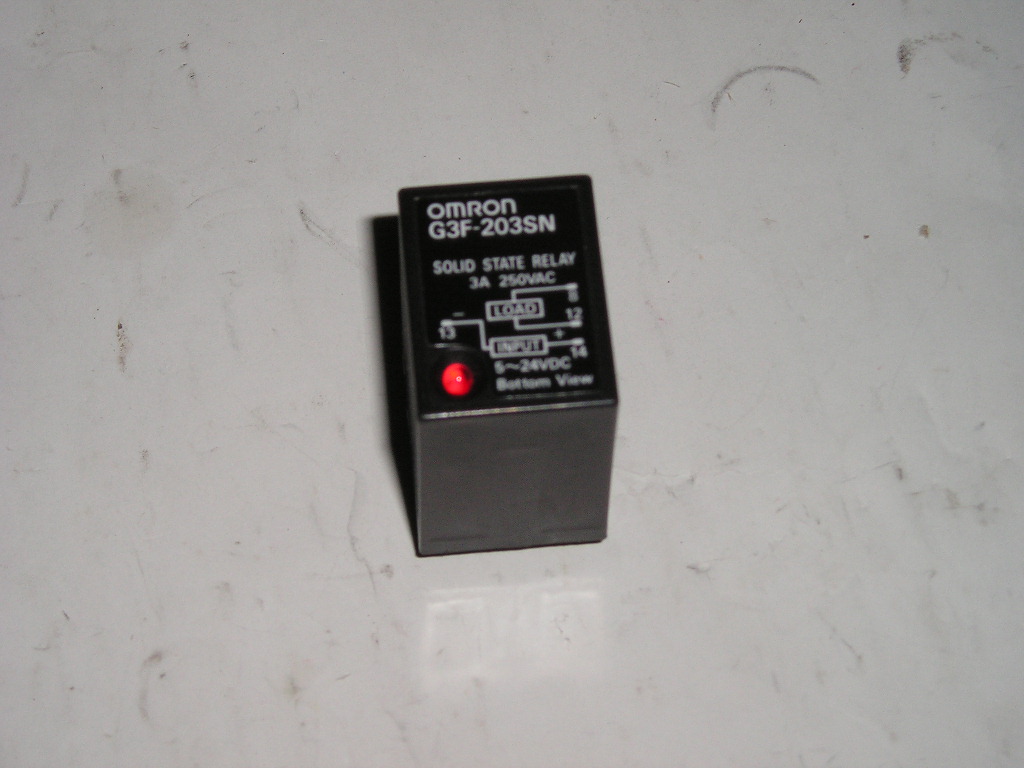 OMRON
G3F-203SN
SOLID STATE RELAY
3A 250VAC
8
LOAD
12
- +
13
INPUT
14
5~24VDC
Bottom View